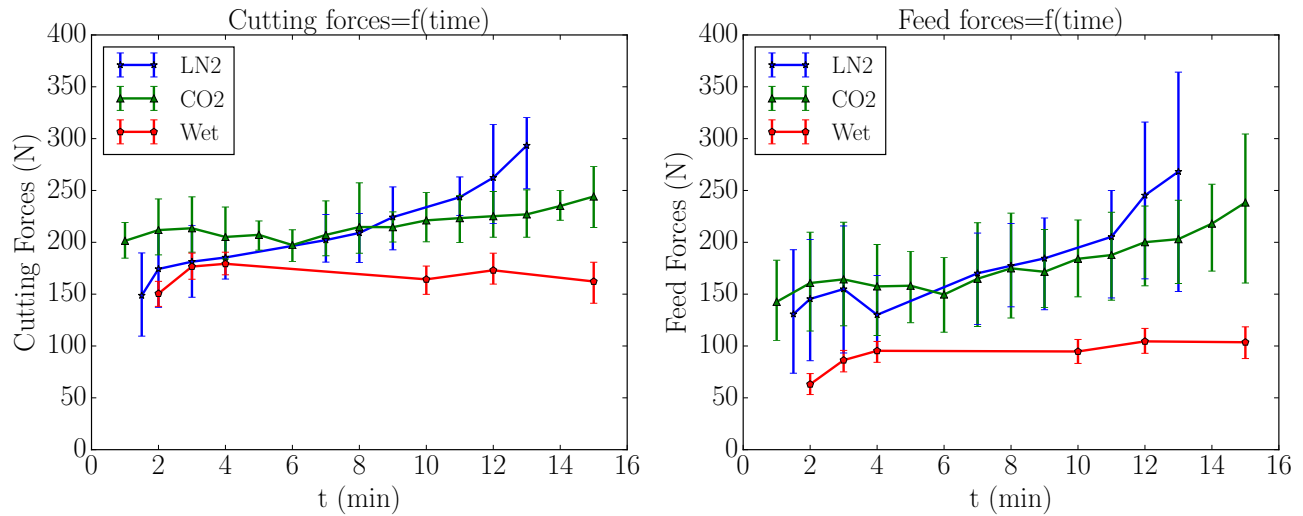 Cutting forces=f(time)
400
350
300
250
200
150
100
50
0
Cutting Forces (N)
LN2
CO2
Wet
0 2 4 6 8 10 12 14 16
t (min)
Feed forces=f(time)
400
350
300
250
200
150
100
50
0
Feed Forces (N)
LN2
CO2
Wet
0 2 4 6 8 10 12 14 16
t (min)